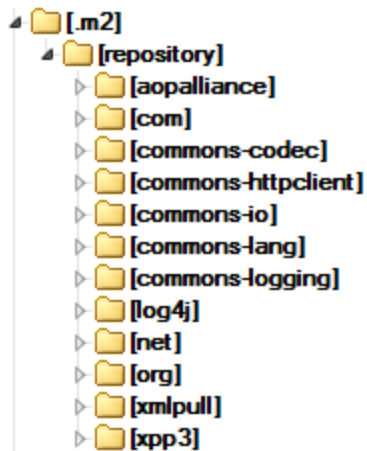 [.m2]
[repository]
[aopalliance]
[com]
[commons-codec]
[commons-httpclient]
[commons-io]
[commons-lang]
[commons-logging]
[log4j]
[net]
[org]
[xmlpull]
[xpp3]